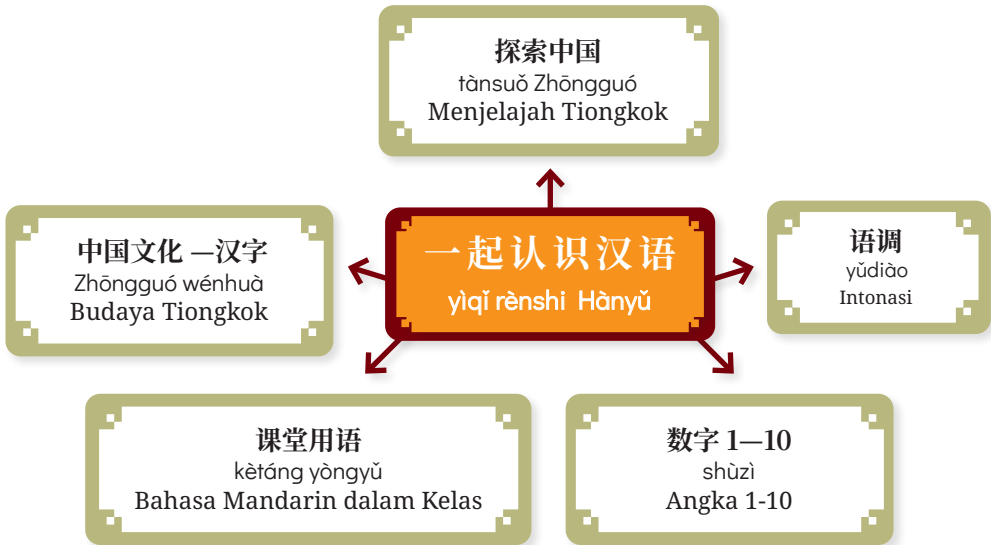 探索中国
tànsuǒ Zhōngguó
Menjelajah Tiongkok
中国文化 —汉字
Zhōngguó wénhuà
Budaya Tiongkok
一起认识汉语
yìqǐ rènshi Hànyǔ
语调
yǔdiào
Intonasi
课堂用语
kètáng yòngyǔ
Bahasa Mandarin dalam Kelas
数字 1—10
shùzì
Angka 1-10